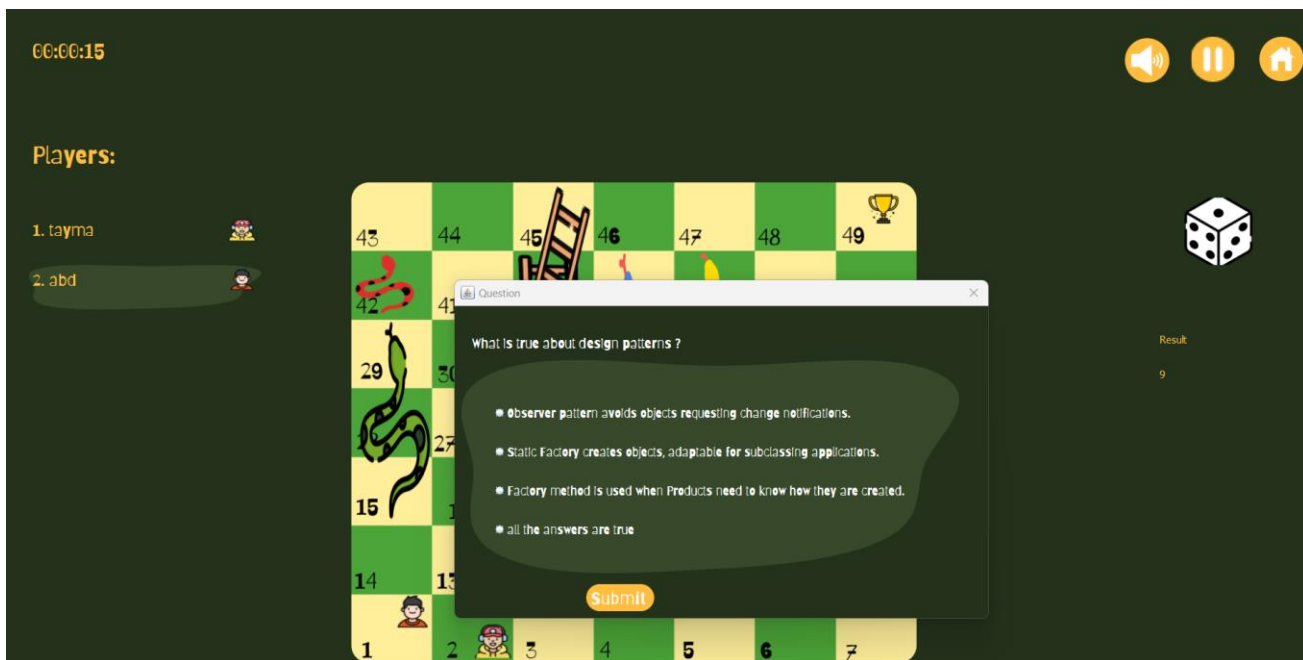 00:00:15
Players:
1. tayma
2. abd
43 44 45 46 47 48 49
42 41
29 30
27
15
14 13
1 2 3 4 5 6 7
Question
What is true about design patterns ?
Observer pattern avoids objects requesting change notifications.
Static Factory creates objects, adaptable for subclassing applications.
Factory method is used when Products need to know how they are created.
all the answers are true
Submit
Result
9